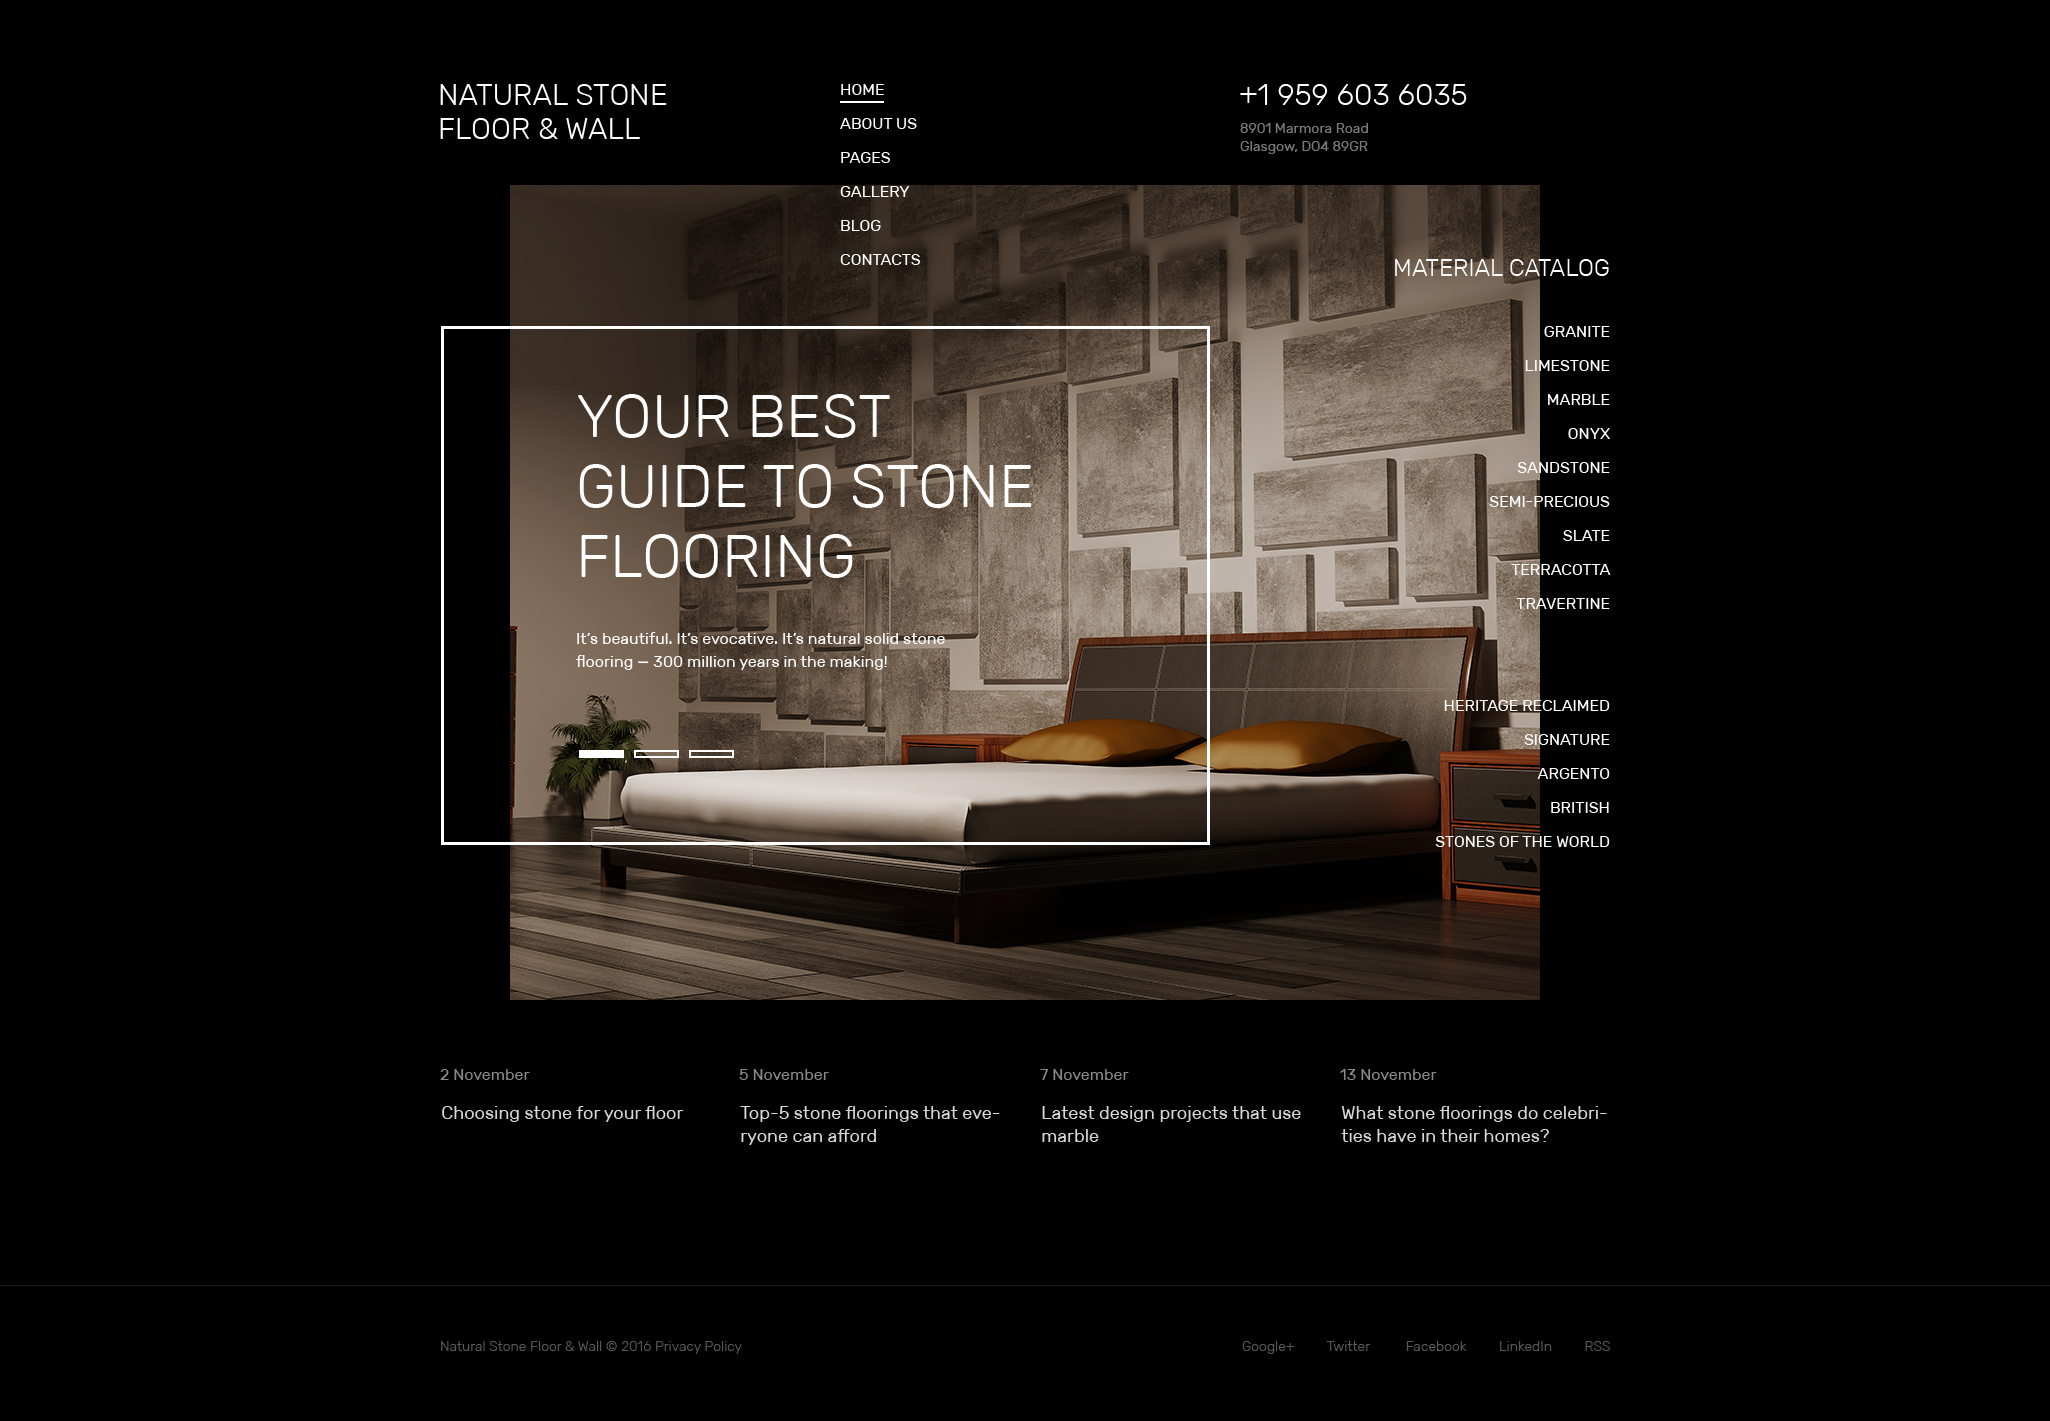 NATURAL STONE
FLOOR & WALL
HOME
ABOUT US
PAGES
GALLERY
BLOG
CONTACTS
+1 959 603 6035
8901 Marmora Road
Glasgow, DO4 89GR
YOUR BEST
GUIDE TO STONE
FLOORING
It's beautiful. It's evocative. It's natural solid stone
flooring – 300 million years in the making!
MATERIAL CATALOG
GRANITE
LIMESTONE
MARBLE
ONYX
SANDSTONE
SEMI-PRECIOUS
SLATE
TERRACOTTA
TRAVERTINE
HERITAGE RECLAIMED
SIGNATURE
ARGENTO
BRITISH
STONES OF THE WORLD
2 November
Choosing stone for your floor
5 November
Top-5 stone floorings that eve-
ryone can afford
7 November
Latest design projects that use
marble
13 November
What stone floorings do celebri-
ties have in their homes?
Natural Stone Floor & Wall © 2016 Privacy Policy
Google+ Twitter Facebook LinkedIn RSS